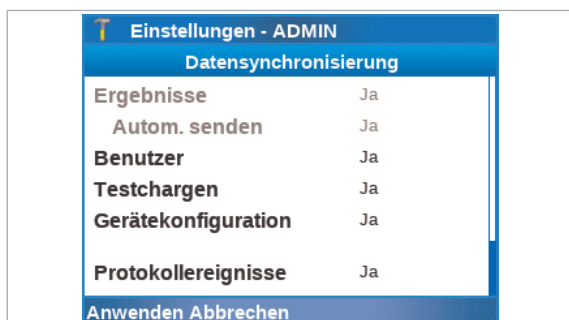 Einstellungen - ADMIN
Datensynchronisierung
Ergebnisse Ja
Autom. senden Ja
Benutzer Ja
Testchargen Ja
Gerätekonfiguration Ja
Protokollereignisse Ja
Anwenden Abbrechen